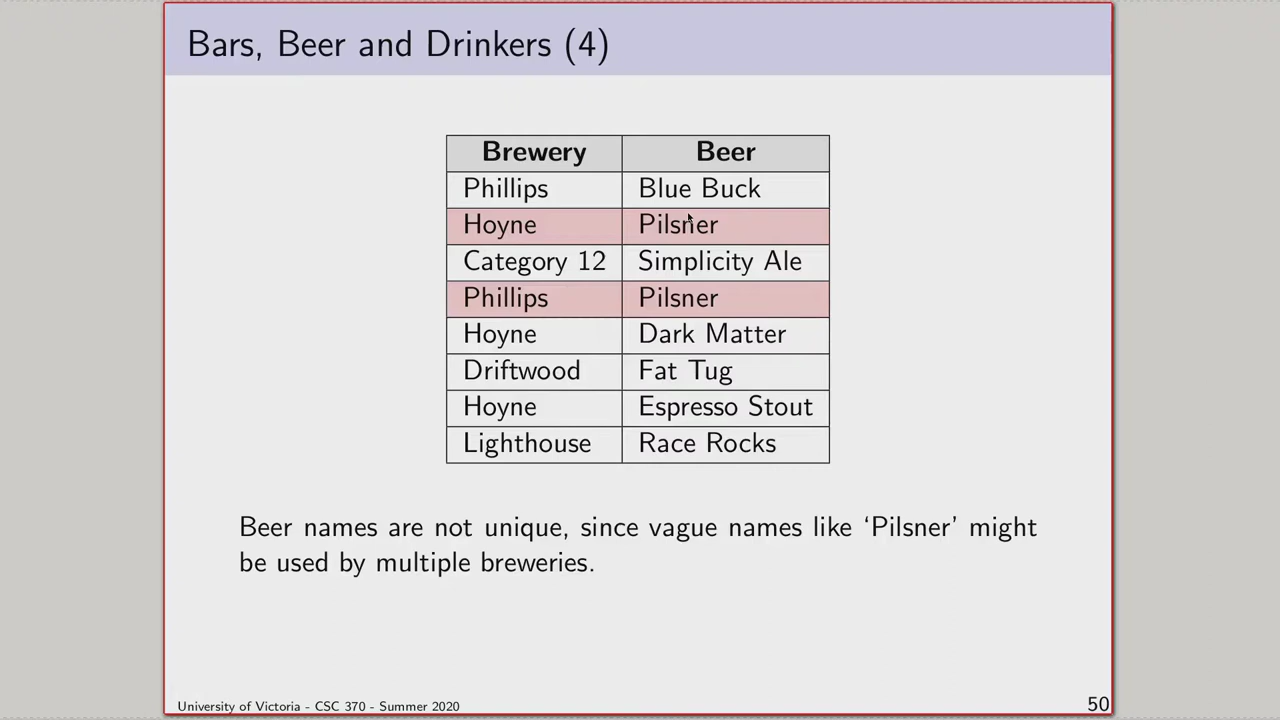 Bars, Beer and Drinkers (4)
Brewery Beer
Phillips Blue Buck
Hoyne Pilsner
Category 12 Simplicity Ale
Phillips Pilsner
Hoyne Dark Matter
Driftwood Fat Tug
Hoyne Espresso Stout
Lighthouse Race Rocks
Beer names are not unique, since vague names like ‘Pilsner’ might
be used by multiple breweries.
University of Victoria - CSC 370 - Summer 2020 50